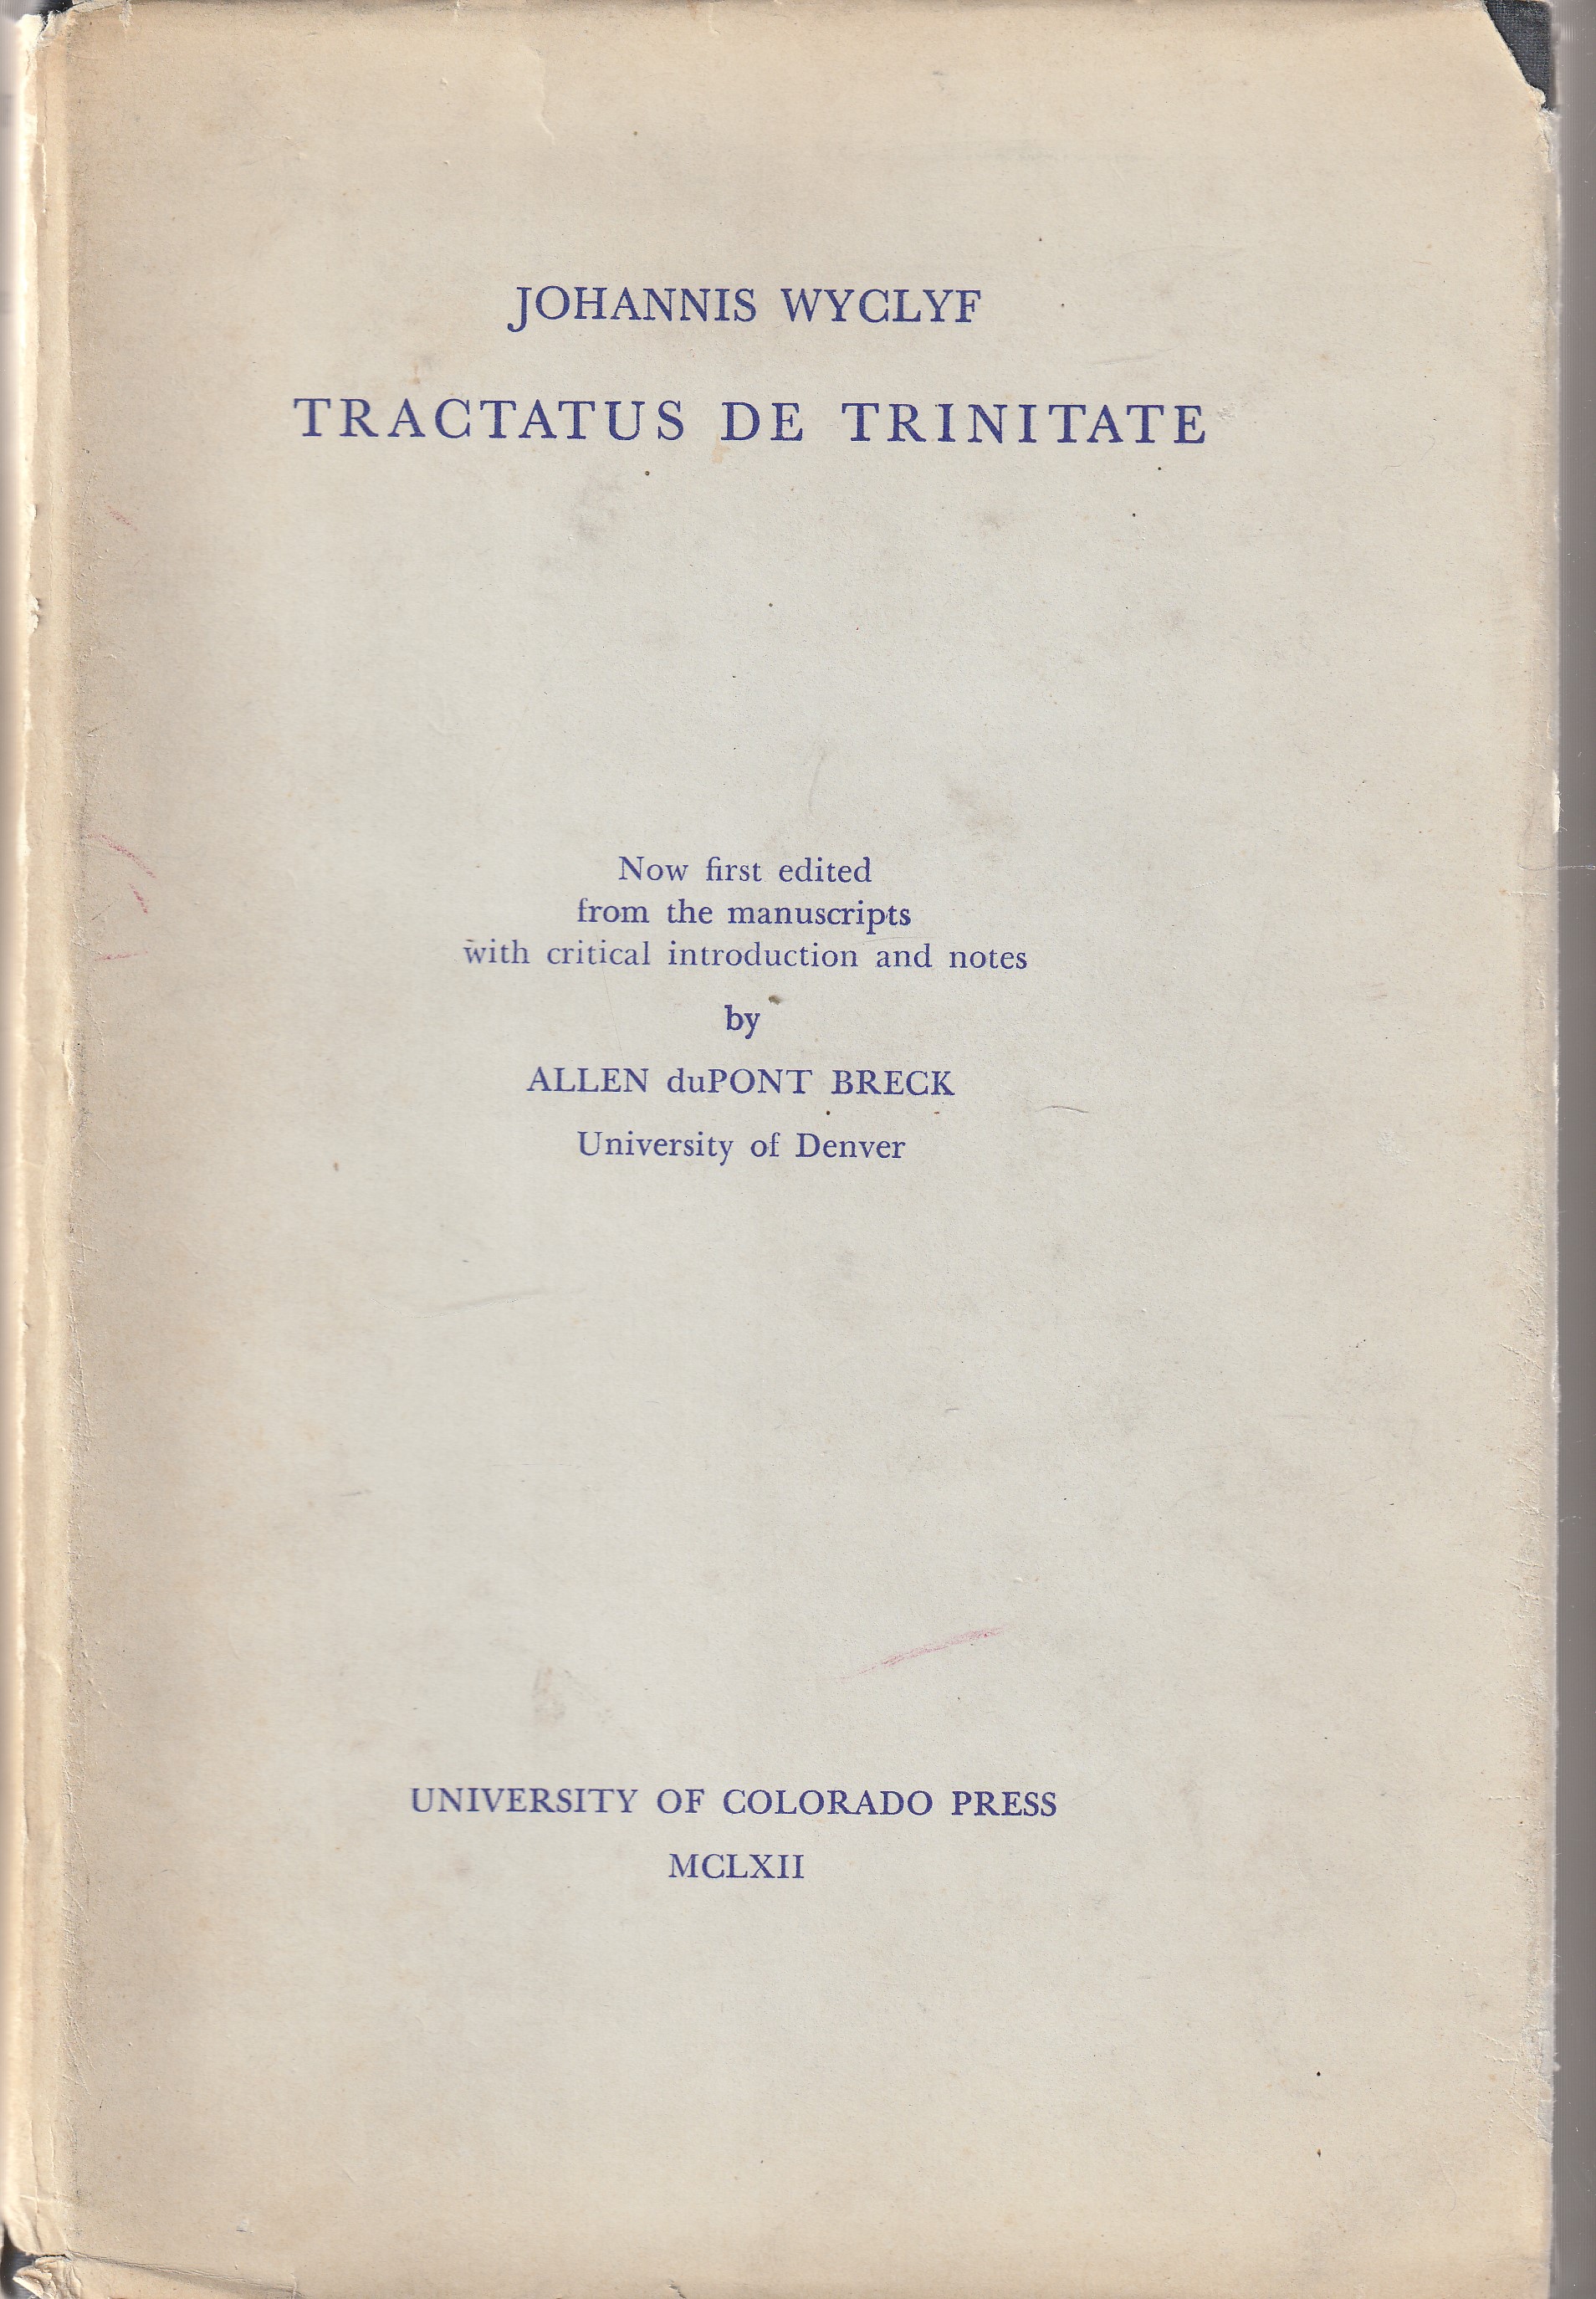 JOHANNIS WYCLYF
TRACTATUS DE TRINITATE
Now first edited
from the manuscripts
with critical introduction and notes
by
ALLEN duPONT BRECK
University of Denver
UNIVERSITY OF COLORADO PRESS
MCLXII